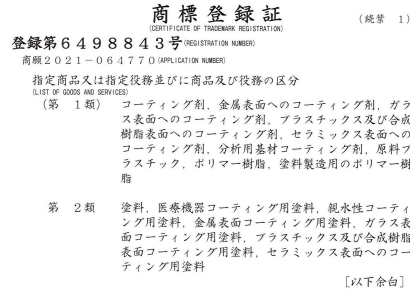 商標登録証
(CERTIFICATE OF TRADEMARK REGISTRATION)
(続葉 1)
登録第6498843号(REGISTRATION NUMBER)
商願2021-064770(APPLICATION NUMBER)
指定商品又は指定役務並びに商品及び役務の区分
(LIST OF GOODS AND SERVICES)
(第 1類) コーティング剤，金属表面へのコーティング剤，ガラ
ス表面へのコーティング剤，プラスチックス及び合成
樹脂表面へのコーティング剤，セラミックス表面への
コーティング剤，分析用基材コーティング剤，原料プ
ラスチック，ポリマー樹脂，塗料製造用のポリマー樹
脂
第 2類 塗料，医療機器コーティング用塗料，親水性コーティ
ング用塗料，金属表面コーティング用塗料，ガラス表
面コーティング用塗料，プラスチックス及び合成樹脂
表面コーティング用塗料，セラミックス表面へのコー
ティング用塗料
[以下余白]